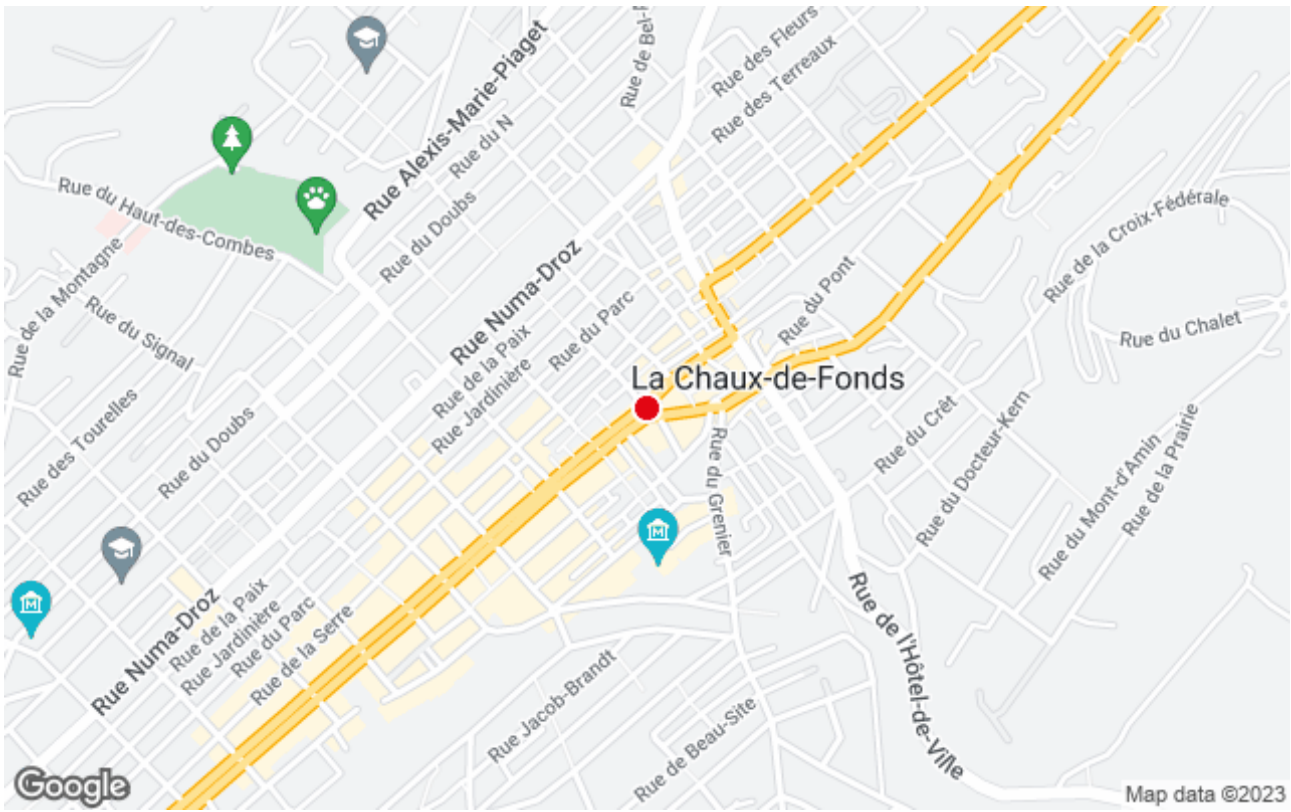 Rue Alexis-Marie-Piaget
Rue de Bel-
Rue des Fleurs
Rue des Terreaux
Rue du N
Rue du Haut-des-Combes
Rue du Doubs
Rue de la Croix-Fédérale
Rue de la Montagne
Rue Numa-Droz
Rue du Parc
Rue du Pont
Rue du Signal
Rue de la Paix
Rue Jardinière
Rue du Chalet
La Chaux-de-Fonds
Rue des Tourelles
Rue du Doubs
Rue du Grenier
Rue du Crêt
Rue du Docteur-Kern
Rue du Mont-d'Amin
Rue de la Prairie
M
M
Rue Numa-Droz
Rue de la Paix
Rue Jardinière
Rue du Parc
Rue de la Serre
Rue de l'Hôtel-de-Ville
Rue Jacob-Brandt
Rue de Beau-Site
Google
Map data ©2023